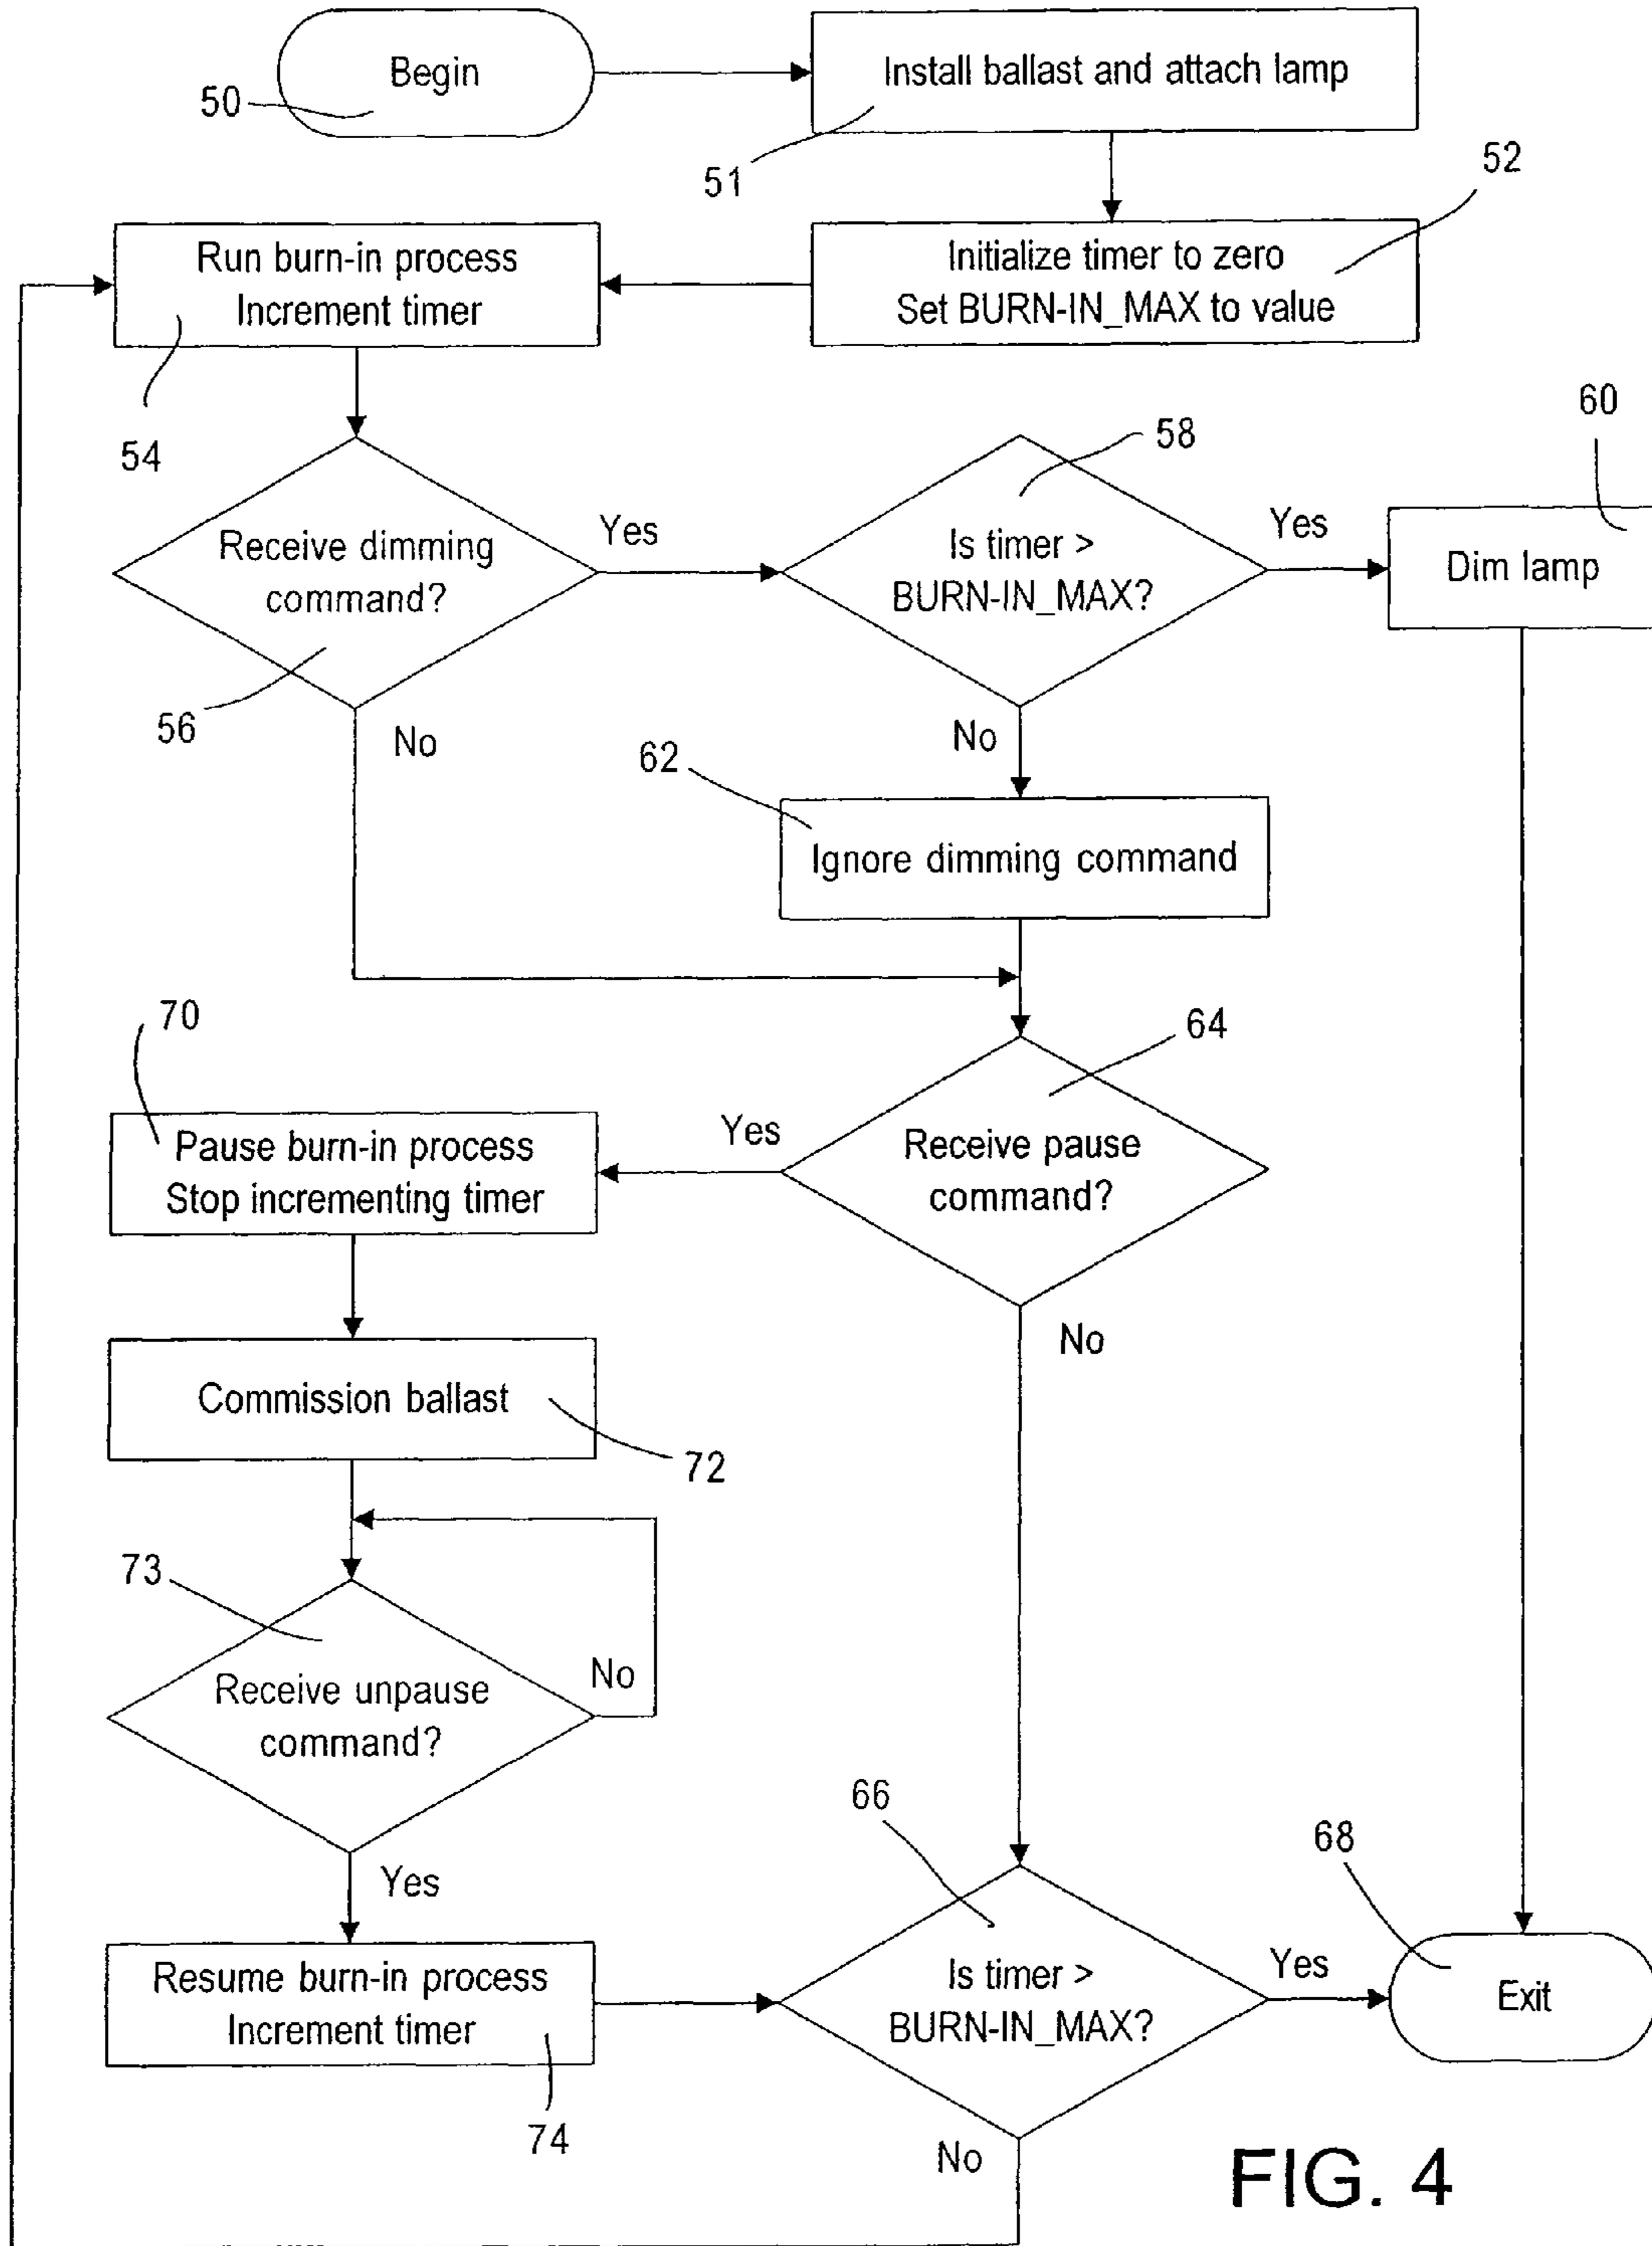 Begin
50
Install ballast and attach lamp
51
52
Initialize timer to zero
Set BURN-IN_MAX to value
Run burn-in process
Increment timer
54
Receive dimming
command?
56
Yes
No
58
Is timer >
BURN-IN_MAX?
Yes
No
60
Dim lamp
62
Ignore dimming command
64
Receive pause
command?
Yes
No
70
Pause burn-in process
Stop incrementing timer
Commission ballast
72
73
Receive unpause
command?
No
Yes
Resume burn-in process
Increment timer
74
66
Is timer >
BURN-IN_MAX?
Yes
No
68
Exit
FIG. 4